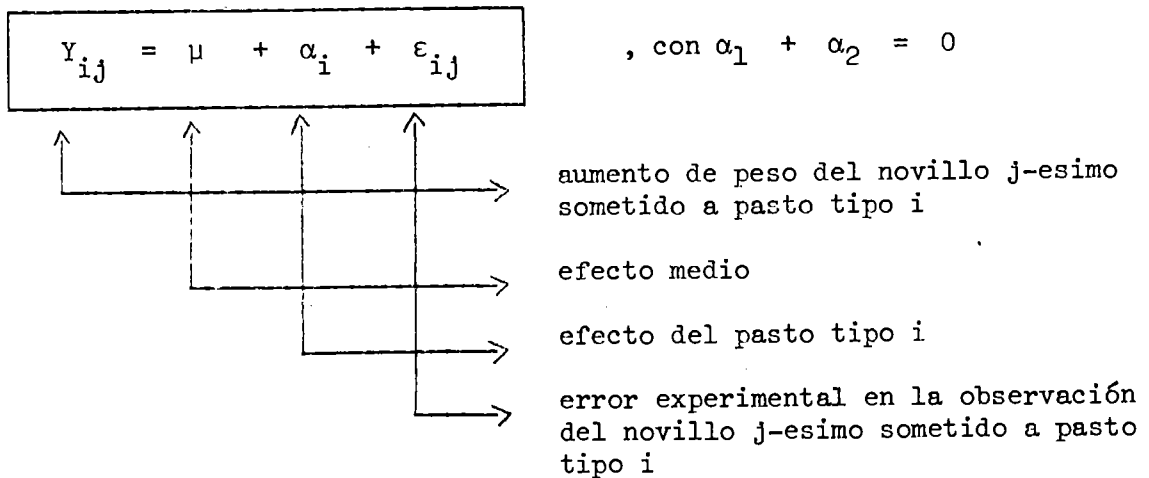 Y_ij = μ + α_i + ε_ij , con α_1 + α_2 = 0
aumento de peso del novillo j-esimo
sometido a pasto tipo i
efecto medio
efecto del pasto tipo i
error experimental en la observación
del novillo j-esimo sometido a pasto
tipo i